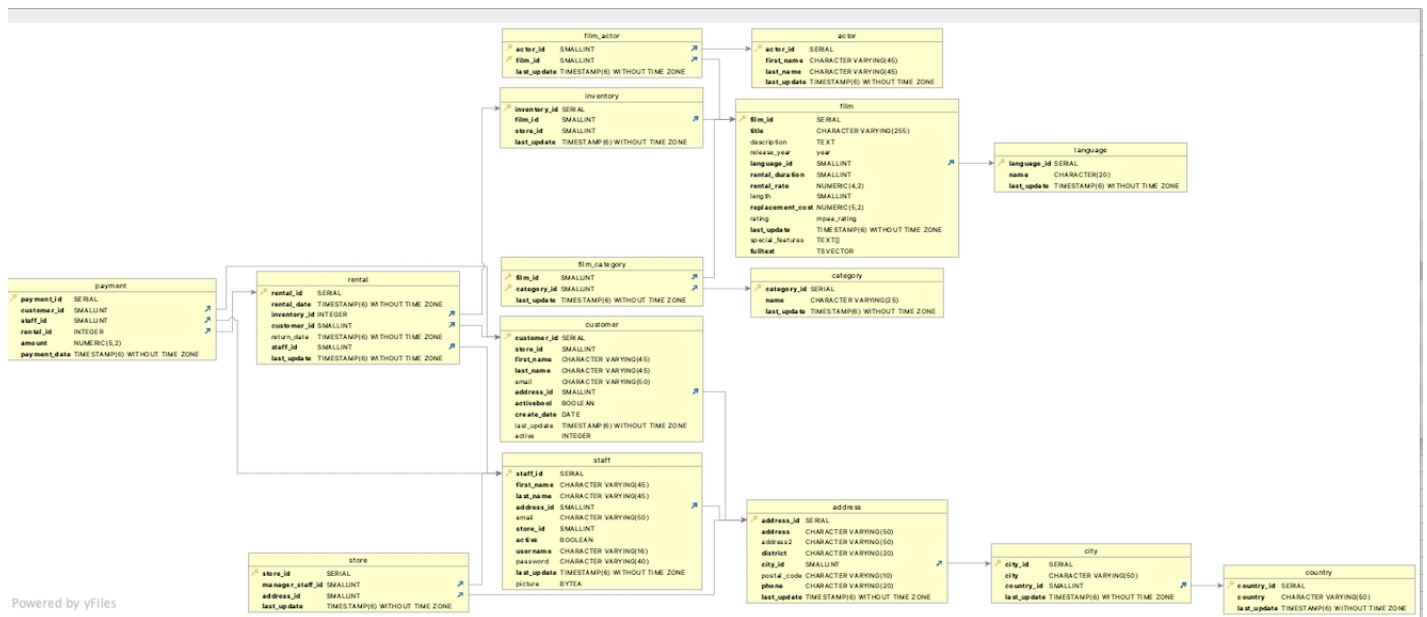 film_actor
actor_id SMALLINT
film_id SMALLINT
last_update TIMESTAMP(6) WITHOUT TIME ZONE
actor
actor_id SERIAL
first_name CHARACTER VARYING(45)
last_name CHARACTER VARYING(45)
last_update TIMESTAMP(6) WITHOUT TIME ZONE
inventory
inventory_id SERIAL
film_id SMALLINT
store_id SMALLINT
last_update TIMESTAMP(6) WITHOUT TIME ZONE
film
film_id SERIAL
title CHARACTER VARYING(255)
description TEXT
release_year year
language_id SMALLINT
rental_duration SMALLINT
rental_rate NUMERIC(4,2)
length SMALLINT
replacement_cost NUMERIC(5,2)
rating mpaa_rating
last_update TIMESTAMP(6) WITHOUT TIME ZONE
special_features TEXT[]
fulltext TSVECTOR
language
language_id SERIAL
name CHARACTER(20)
last_update TIMESTAMP(6) WITHOUT TIME ZONE
film_category
film_id SMALLINT
category_id SMALLINT
last_update TIMESTAMP(6) WITHOUT TIME ZONE
category
category_id SERIAL
name CHARACTER VARYING(25)
last_update TIMESTAMP(6) WITHOUT TIME ZONE
payment
payment_id SERIAL
customer_id SMALLINT
staff_id SMALLINT
rental_id INTEGER
amount NUMERIC(5,2)
payment_date TIMESTAMP(6) WITHOUT TIME ZONE
rental
rental_id SERIAL
rental_date TIMESTAMP(6) WITHOUT TIME ZONE
inventory_id INTEGER
customer_id SMALLINT
return_date TIMESTAMP(6) WITHOUT TIME ZONE
staff_id SMALLINT
last_update TIMESTAMP(6) WITHOUT TIME ZONE
customer
customer_id SERIAL
store_id SMALLINT
first_name CHARACTER VARYING(45)
last_name CHARACTER VARYING(45)
email CHARACTER VARYING(50)
address_id SMALLINT
activebool BOOLEAN
create_date DATE
last_update TIMESTAMP(6) WITHOUT TIME ZONE
active INTEGER
staff
staff_id SERIAL
first_name CHARACTER VARYING(45)
last_name CHARACTER VARYING(45)
address_id SMALLINT
email CHARACTER VARYING(50)
store_id SMALLINT
active BOOLEAN
username CHARACTER VARYING(16)
password CHARACTER VARYING(40)
last_update TIMESTAMP(6) WITHOUT TIME ZONE
picture BYTEA
address
address_id SERIAL
address CHARACTER VARYING(50)
address2 CHARACTER VARYING(50)
district CHARACTER VARYING(20)
city_id SMALLINT
postal_code CHARACTER VARYING(10)
phone CHARACTER VARYING(20)
last_update TIMESTAMP(6) WITHOUT TIME ZONE
store
store_id SERIAL
manager_staff_id SMALLINT
address_id SMALLINT
last_update TIMESTAMP(6) WITHOUT TIME ZONE
city
city_id SERIAL
city CHARACTER VARYING(50)
country_id SMALLINT
last_update TIMESTAMP(6) WITHOUT TIME ZONE
country
country_id SERIAL
country CHARACTER VARYING(50)
last_update TIMESTAMP(6) WITHOUT TIME ZONE
Powered by yFiles